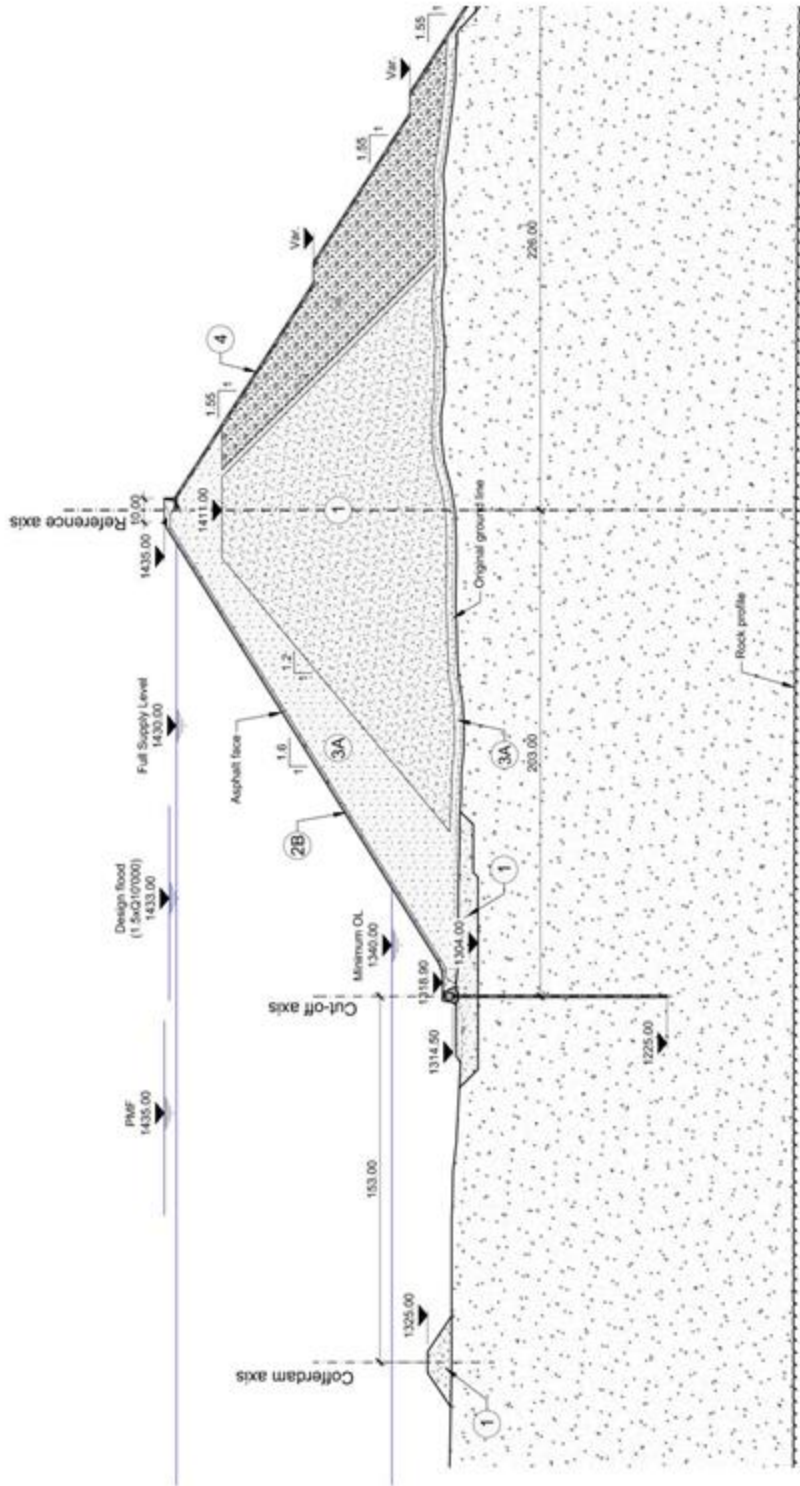 Cofferdam axis
153.00
1325.00
1
PMF
1435.00
Design flood
(1.5xQ10'000)
1433.00
Full Supply Level
1430.00
Minimum OL
1340.00
Cut-off axis
1318.90
1314.50
1304.00
1
1225.00
Asphalt face
2B
1.6
1
3A
1.2
1
3A
203.00
Reference axis
10.00
1435.00
1411.00
1
Original ground line
Rock profile
4
1.55
1
Var.
1.55
1
Var.
1.55
1
226.00